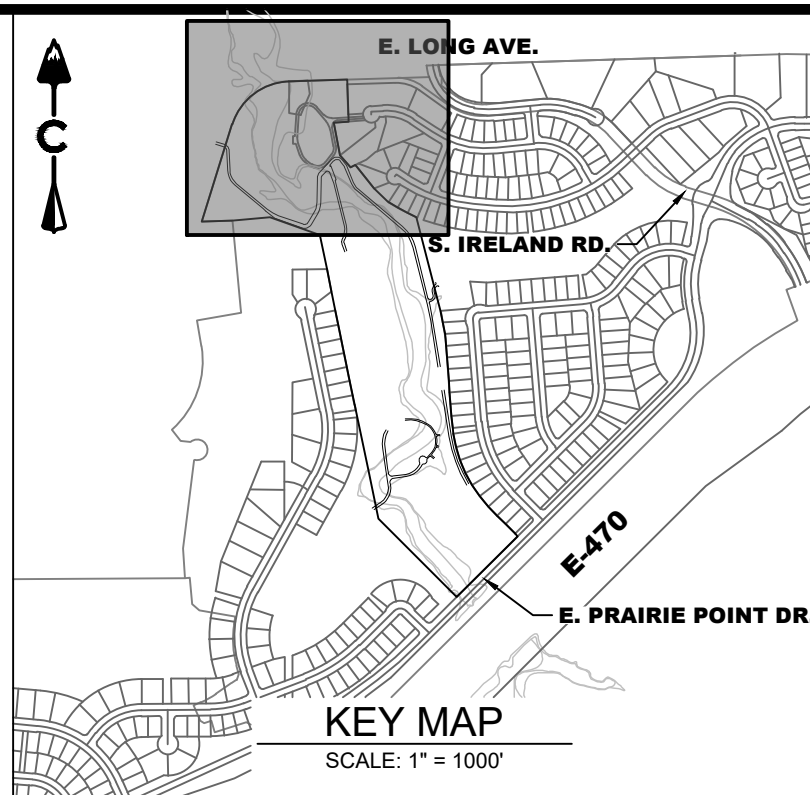 E. LONG AVE.
C
S. IRELAND RD.
E-470
E. PRAIRIE POINT DR.
KEY MAP
SCALE: 1" = 1000'